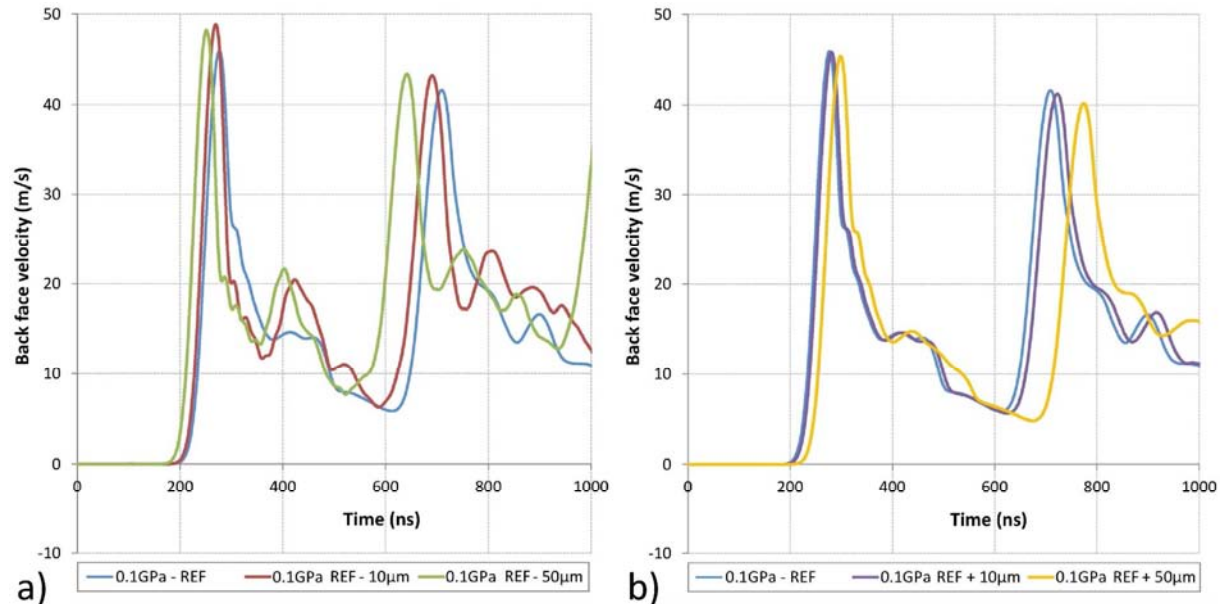 50
40
30
20
10
0
-10
Back face velocity (m/s)
0 200 400 600 800 1000
Time (ns)
0.1GPa - REF 0.1GPa REF - 10µm 0.1GPa REF - 50µm
a)
50
40
30
20
10
0
-10
Back face velocity (m/s)
0 200 400 600 800 1000
Time (ns)
0.1GPa - REF 0.1GPa REF + 10µm 0.1GPa REF + 50µm
b)